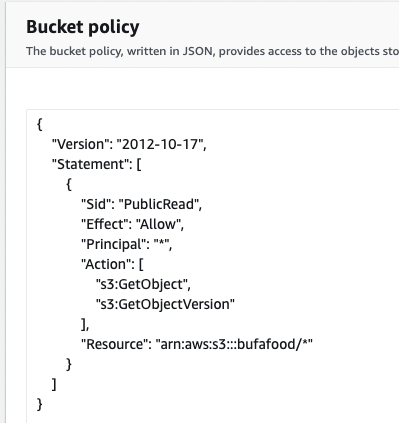 Bucket policy
The bucket policy, written in JSON, provides access to the objects sto
{
"Version": "2012-10-17",
"Statement": [
{
"Sid": "PublicRead",
"Effect": "Allow",
"Principal": "*",
"Action": [
"s3:GetObject",
"s3:GetObjectVersion"
],
"Resource": "arn:aws:s3:::bufafood/*"
}
]
}